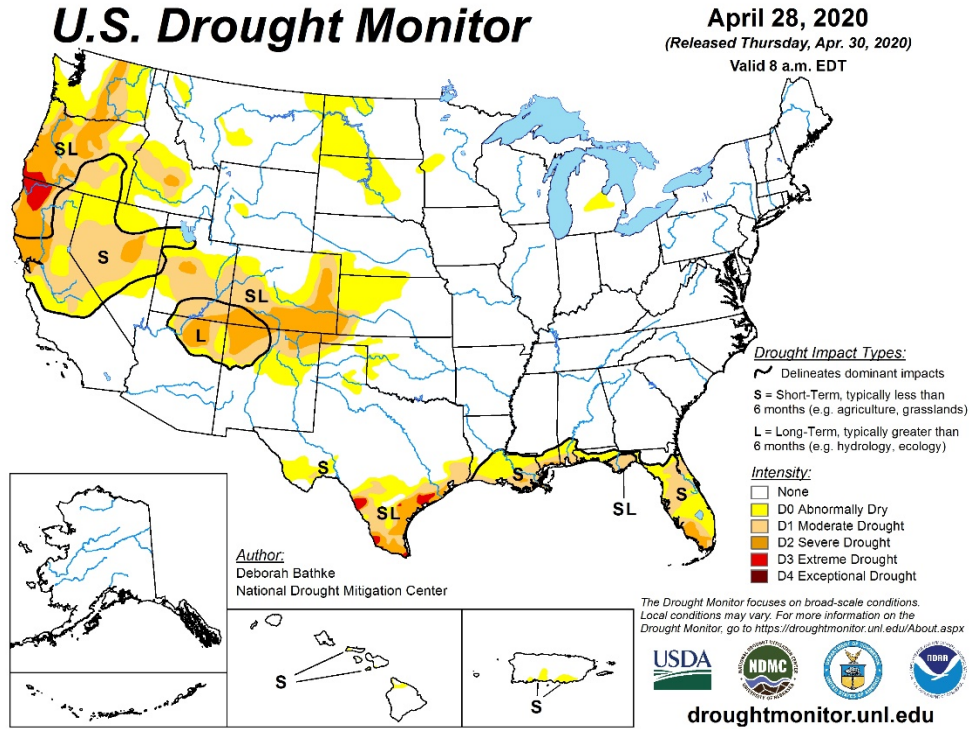 U.S. Drought Monitor
April 28, 2020
(Released Thursday, Apr. 30, 2020)
Valid 8 a.m. EDT
SL
S
SL
L
S
SL
S
SL
S
Drought Impact Types:
Delineates dominant impacts
S = Short-Term, typically less than
6 months (e.g. agriculture, grasslands)
L = Long-Term, typically greater than
6 months (e.g. hydrology, ecology)
Intensity:
None
D0 Abnormally Dry
D1 Moderate Drought
D2 Severe Drought
D3 Extreme Drought
D4 Exceptional Drought
Author:
Deborah Bathke
National Drought Mitigation Center
S
S
The Drought Monitor focuses on broad-scale conditions.
Local conditions may vary. For more information on the
Drought Monitor, go to https://droughtmonitor.unl.edu/About.aspx
USDA
NDMC
NOAA
droughtmonitor.unl.edu